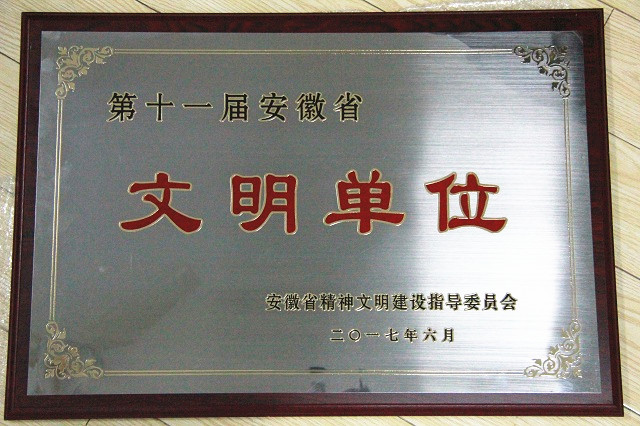 第十一届安徽省
文明单位
安徽省精神文明建设指导委员会
二〇一七年六月